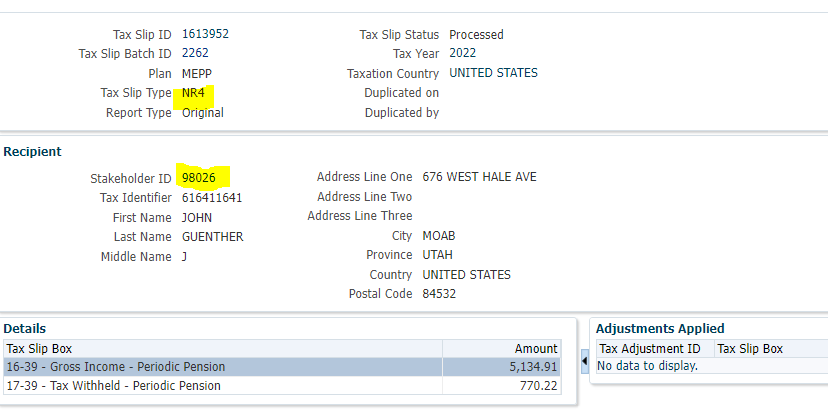 Tax Slip ID 1613952 Tax Slip Status Processed
Tax Slip Batch ID 2262 Tax Year 2022
Plan MEPP Taxation Country UNITED STATES
Tax Slip Type NR4 Duplicated on
Report Type Original Duplicated by
Recipient
Stakeholder ID 98026 Address Line One 676 WEST HALE AVE
Tax Identifier 616411641 Address Line Two
First Name JOHN Address Line Three
Last Name GUENTHER City MOAB
Middle Name J Province UTAH
Country UNITED STATES
Postal Code 84532
Details Adjustments Applied
Tax Slip Box Amount Tax Adjustment ID Tax Slip Box
16-39 - Gross Income - Periodic Pension 5,134.91 No data to display.
17-39 - Tax Withheld - Periodic Pension 770.22